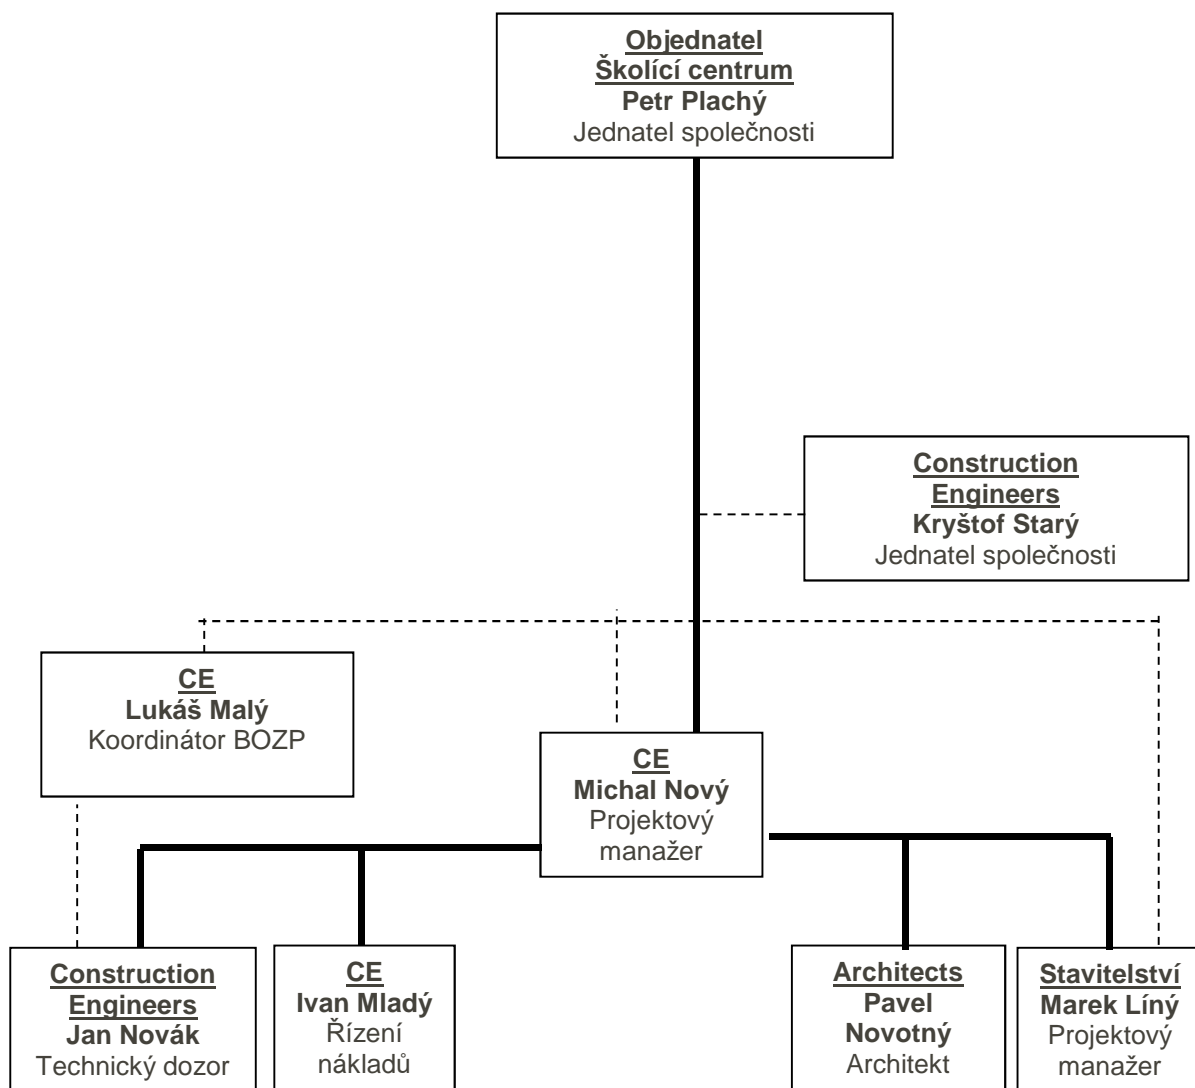 Objednatel
Školící centrum
Petr Plachý
Jednatel společnosti
Construction
Engineers
Kryštof Starý
Jednatel společnosti
CE
Lukáš Malý
Koordinátor BOZP
CE
Michal Nový
Projektový
manažer
Construction
Engineers
Jan Novák
Technický dozor
CE
Ivan Mladý
Řízení
nákladů
Architects
Pavel
Novotný
Architekt
Stavitelství
Marek Líný
Projektový
manažer